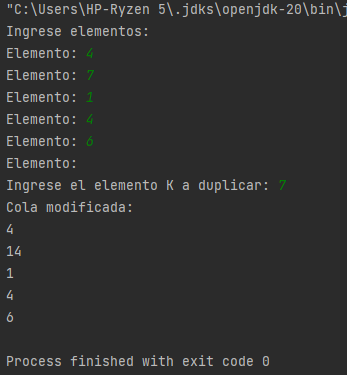 "C:\Users\HP-Ryzen 5\.jdks\openjdk-20\bin\j
Ingrese elementos:
Elemento: 4
Elemento: 7
Elemento: 1
Elemento: 4
Elemento: 6
Elemento:
Ingrese el elemento K a duplicar: 7
Cola modificada:
4
14
1
4
6
Process finished with exit code 0